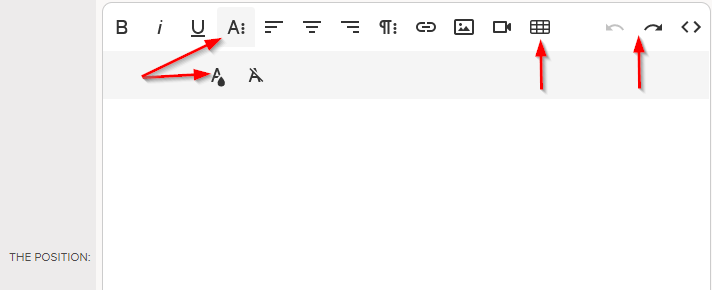 B i U A
THE POSITION: